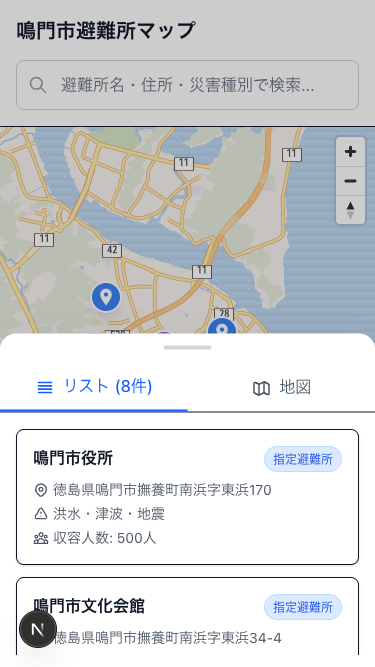 鳴門市避難所マップ
避難所名・住所・災害種別で検索...
11
11
11
42
11
28
リスト (8件)
地図
鳴門市役所
指定避難所
徳島県鳴門市撫養町南浜字東浜170
洪水・津波・地震
収容人数: 500人
鳴門市文化会館
指定避難所
徳島県鳴門市撫養町南浜字東浜34-4
N